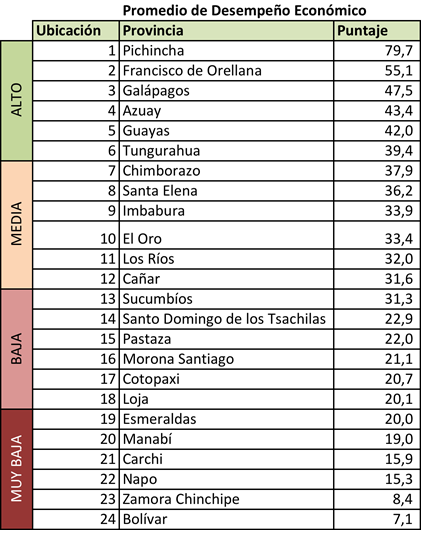 Promedio de Desempeño Económico
Ubicación Provincia Puntaje
ALTO
1 Pichincha 79,7
2 Francisco de Orellana 55,1
3 Galápagos 47,5
4 Azuay 43,4
5 Guayas 42,0
6 Tungurahua 39,4
MEDIA
7 Chimborazo 37,9
8 Santa Elena 36,2
9 Imbabura 33,9
10 El Oro 33,4
11 Los Ríos 32,0
12 Cañar 31,6
BAJA
13 Sucumbíos 31,3
14 Santo Domingo de los Tsachilas 22,9
15 Pastaza 22,0
16 Morona Santiago 21,1
17 Cotopaxi 20,7
18 Loja 20,1
MUY BAJA
19 Esmeraldas 20,0
20 Manabí 19,0
21 Carchi 15,9
22 Napo 15,3
23 Zamora Chinchipe 8,4
24 Bolívar 7,1